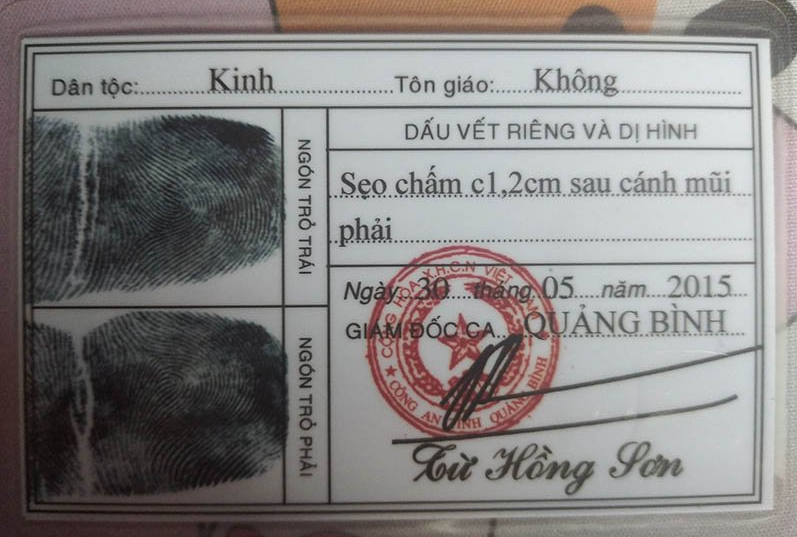 Dân tộc: Kinh Tôn giáo: Không
NGÓN TRỎ TRÁI
DẤU VẾT RIÊNG VÀ DỊ HÌNH
Sẹo chấm c1,2cm sau cánh mũi
phải
Ngày 30 tháng 05 năm 2015
GIÁM ĐỐC CA QUẢNG BÌNH
CỘNG HÒA X.H.C.N VIỆT NAM
CÔNG AN TỈNH QUẢNG BÌNH
NGÓN TRỎ PHẢI
Từ Hồng Sơn